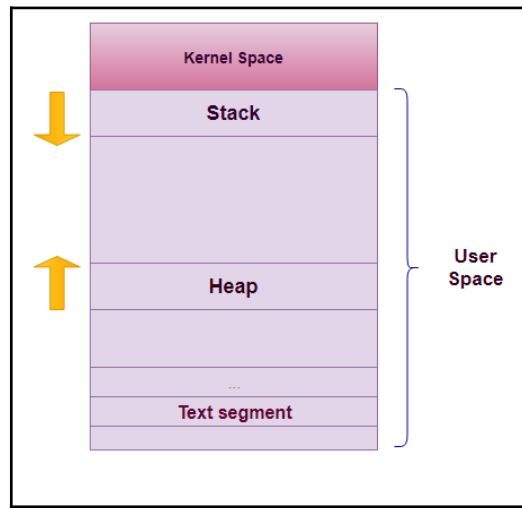 Kernel Space
Stack
Heap
User
Space
...
Text segment